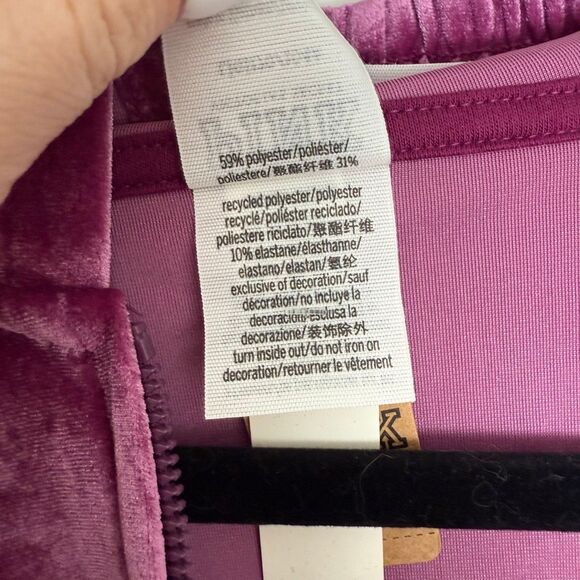 59% polyester/poliéster/
poliestere/聚酯纤维 31%
recycled polyester/polyester
recyclé/poliéster reciclado/
poliestere riciclato/聚酯纤维
10% elastane/élasthanne/
elastano/elastan/氨纶
exclusive of decoration/sauf
décoration/no incluye la
decoración/esclusa la
decorazione/装饰除外
turn inside out/do not iron on
decoration/retourner le vêtement